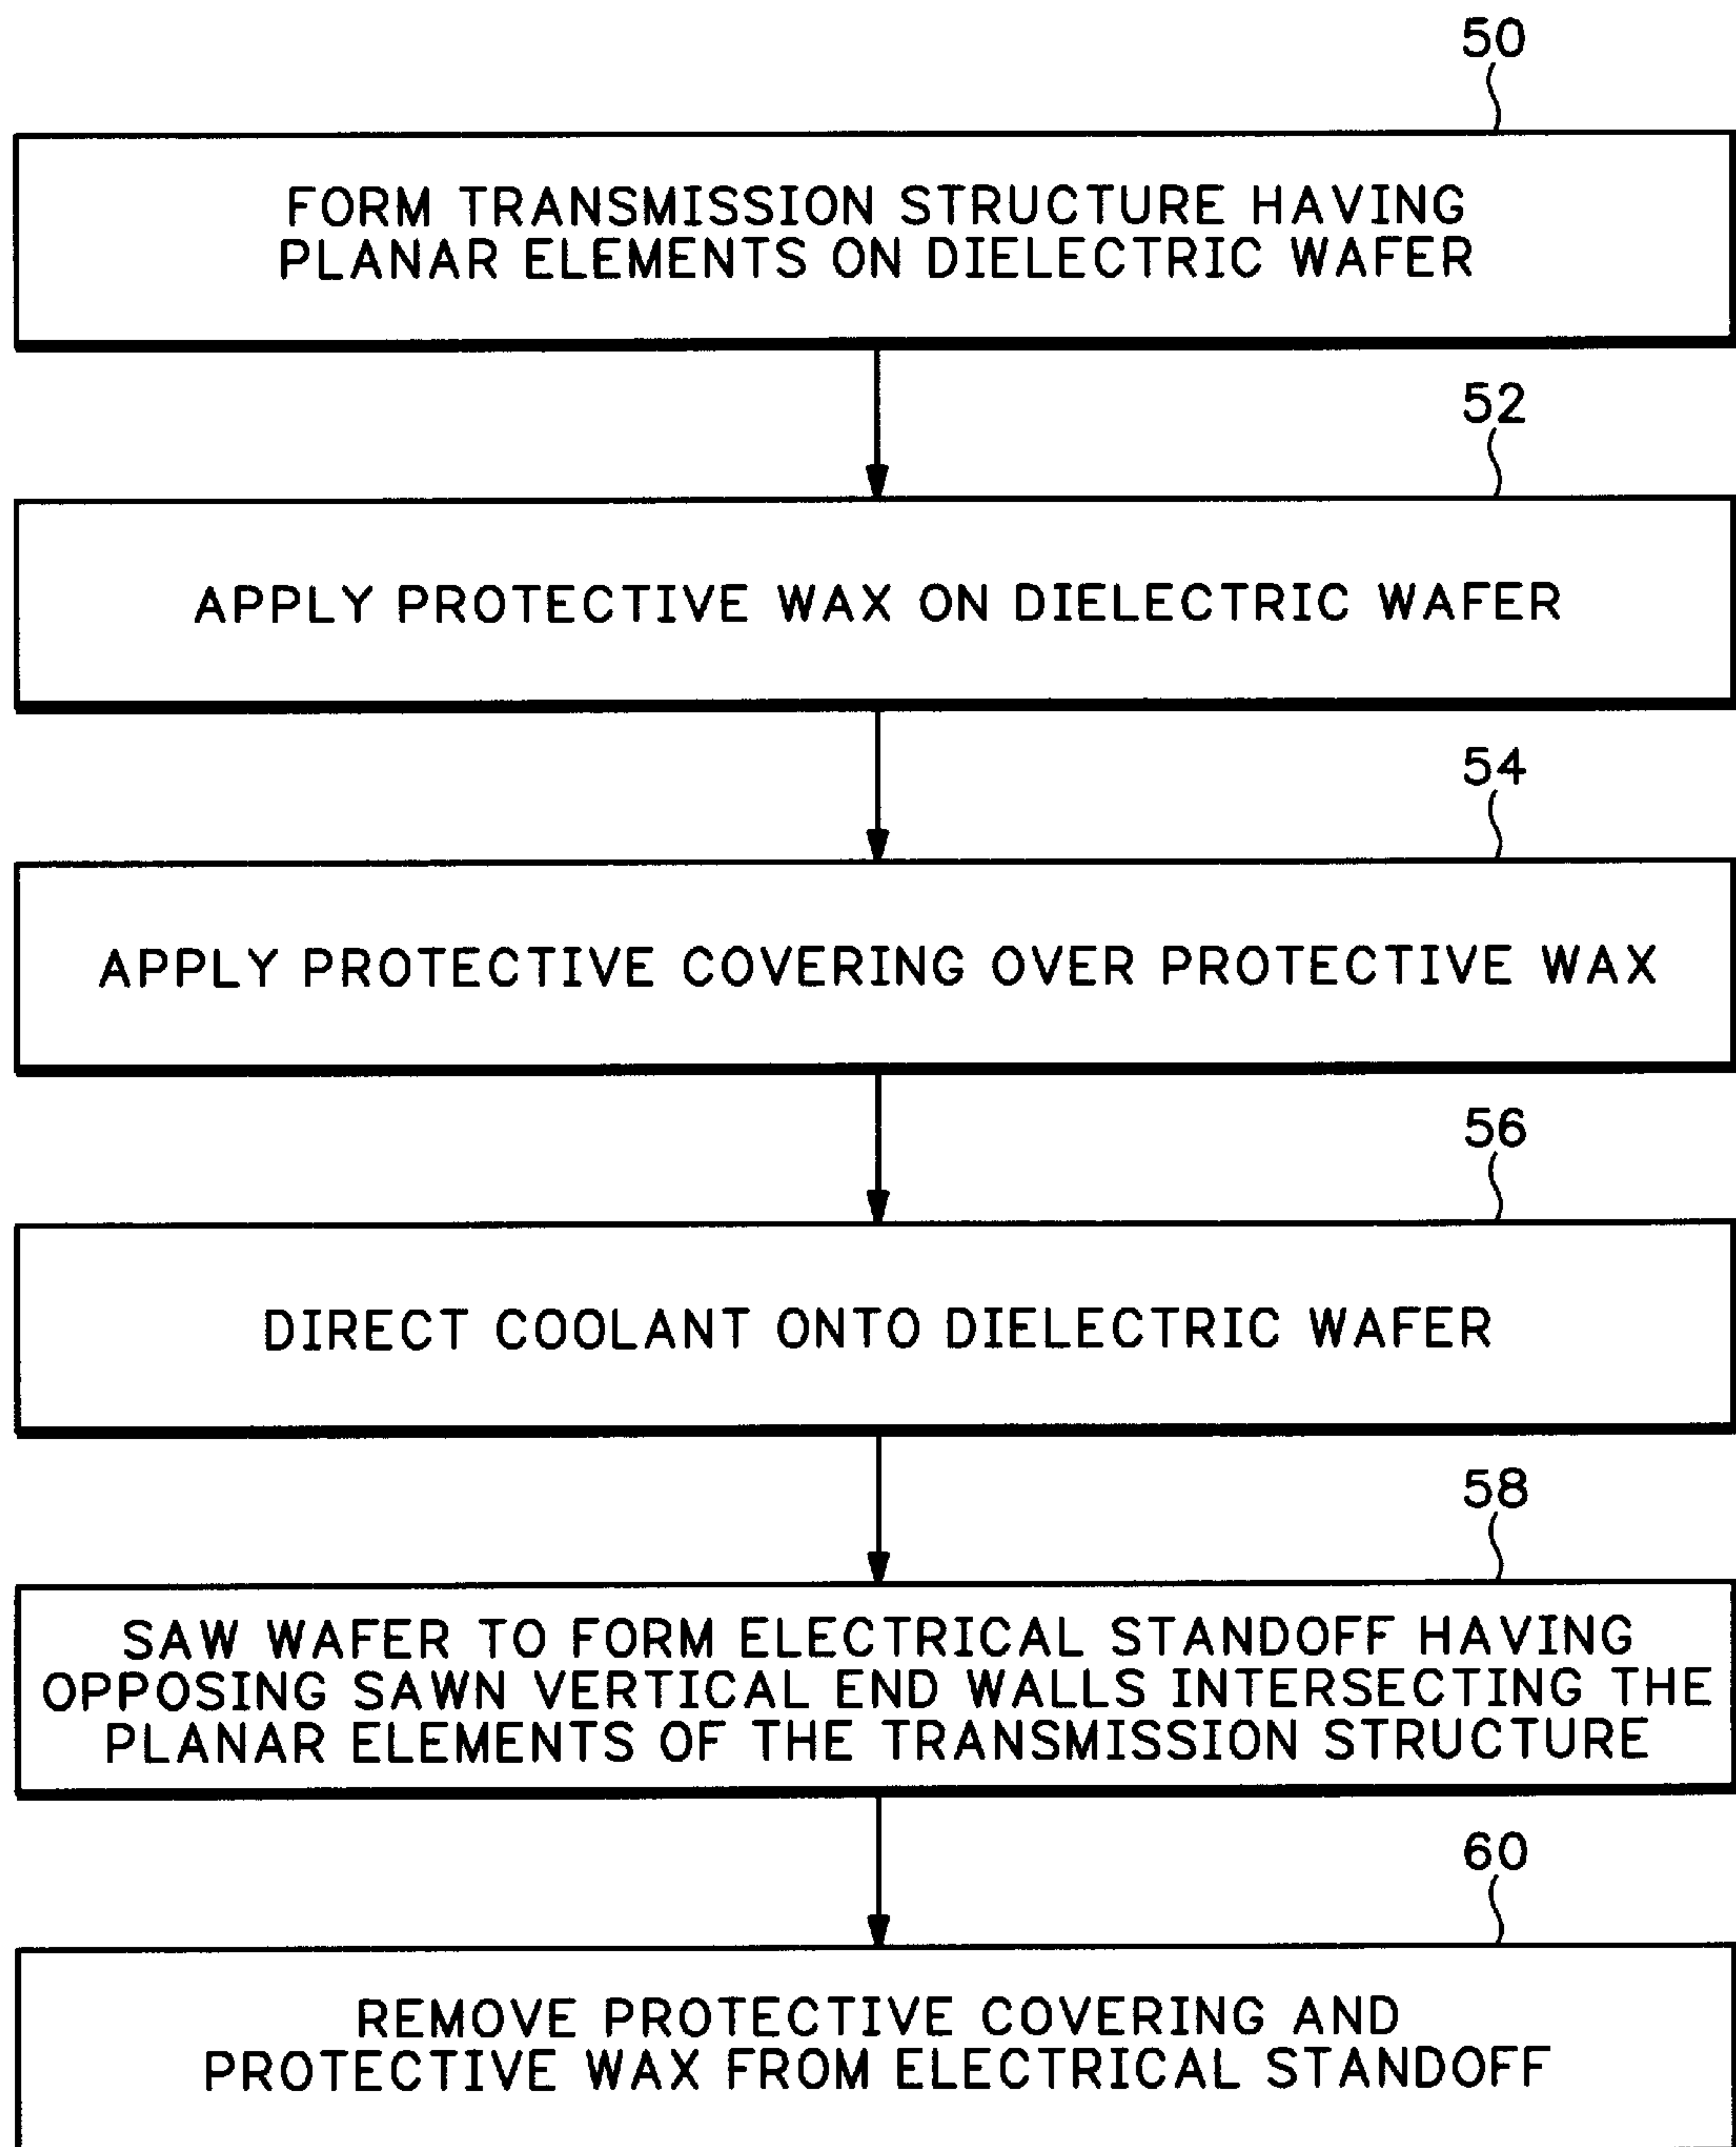 50
FORM TRANSMISSION STRUCTURE HAVING
PLANAR ELEMENTS ON DIELECTRIC WAFER
52
APPLY PROTECTIVE WAX ON DIELECTRIC WAFER
54
APPLY PROTECTIVE COVERING OVER PROTECTIVE WAX
56
DIRECT COOLANT ONTO DIELECTRIC WAFER
58
SAW WAFER TO FORM ELECTRICAL STANDOFF HAVING
OPPOSING SAWN VERTICAL END WALLS INTERSECTING THE
PLANAR ELEMENTS OF THE TRANSMISSION STRUCTURE
60
REMOVE PROTECTIVE COVERING AND
PROTECTIVE WAX FROM ELECTRICAL STANDOFF